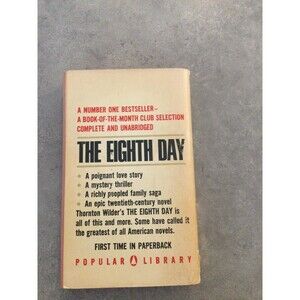 A NUMBER ONE BESTSELLER–
A BOOK-OF-THE-MONTH CLUB SELECTION
COMPLETE AND UNABRIDGED
THE EIGHTH DAY
A poignant love story
A mystery thriller
A richly peopled family saga
An epic twentieth-century novel
Thornton Wilder's THE EIGHTH DAY is
all of this and more. Some have called it
the greatest of all American novels.
FIRST TIME IN PAPERBACK
POPULAR LIBRARY